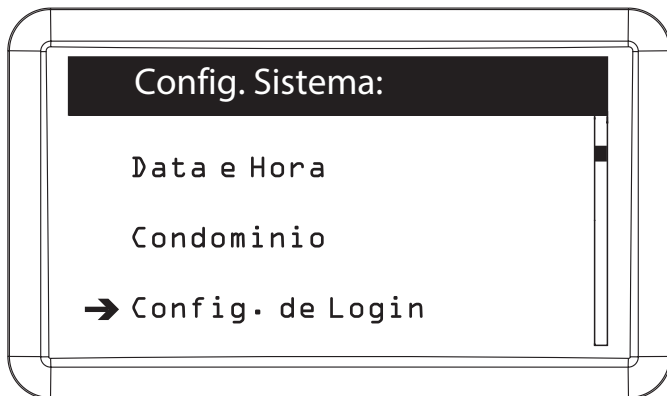 Config. Sistema:
Data e Hora
Condominio
Config. de Login